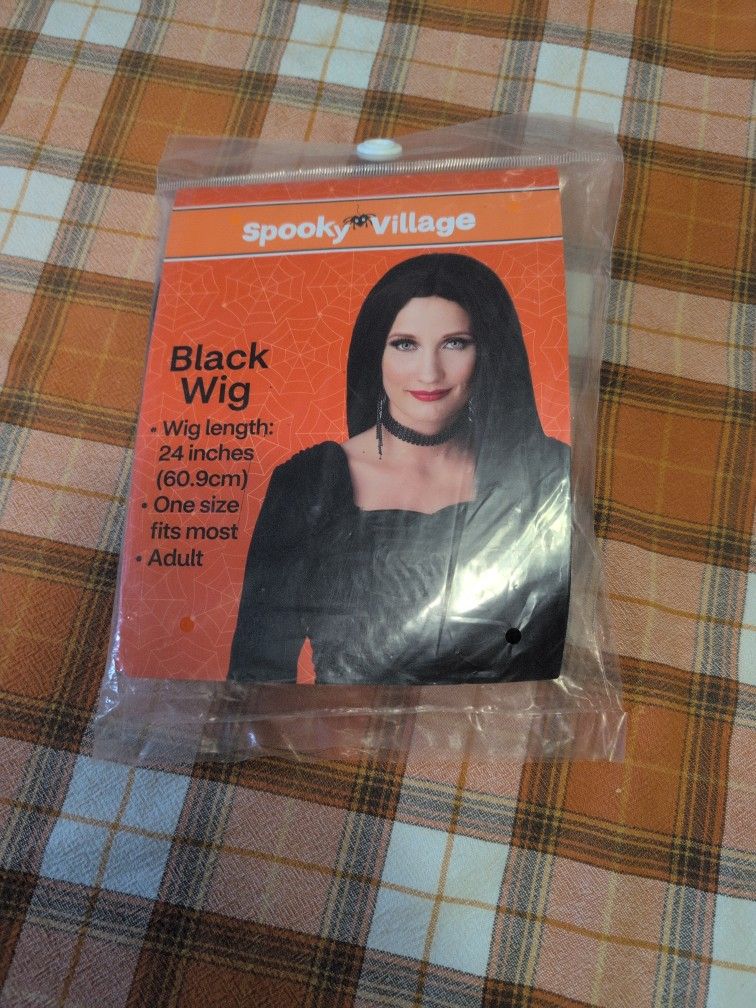 Spooky Village
Black
Wig
• Wig length:
24 inches
(60.9cm)
• One size
fits most
• Adult